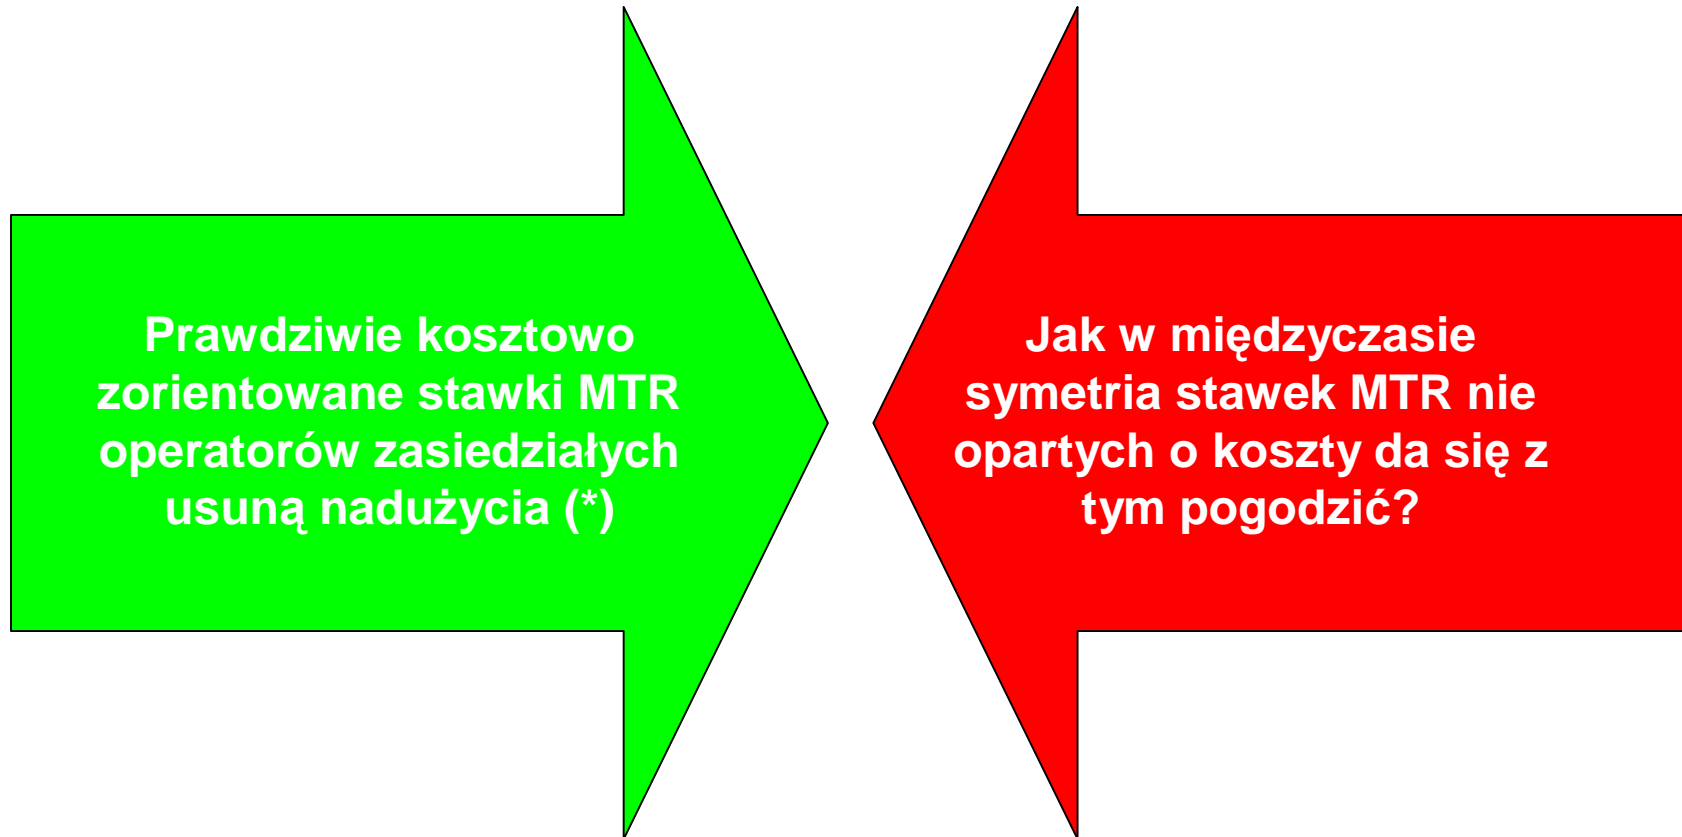 Prawdziwie kosztowo
zorientowane stawki MTR
operatorów zasiedziałych
usuną nadużycia (*)
Jak w międzyczasie
symetria stawek MTR nie
opartych o koszty da się z
tym pogodzić?